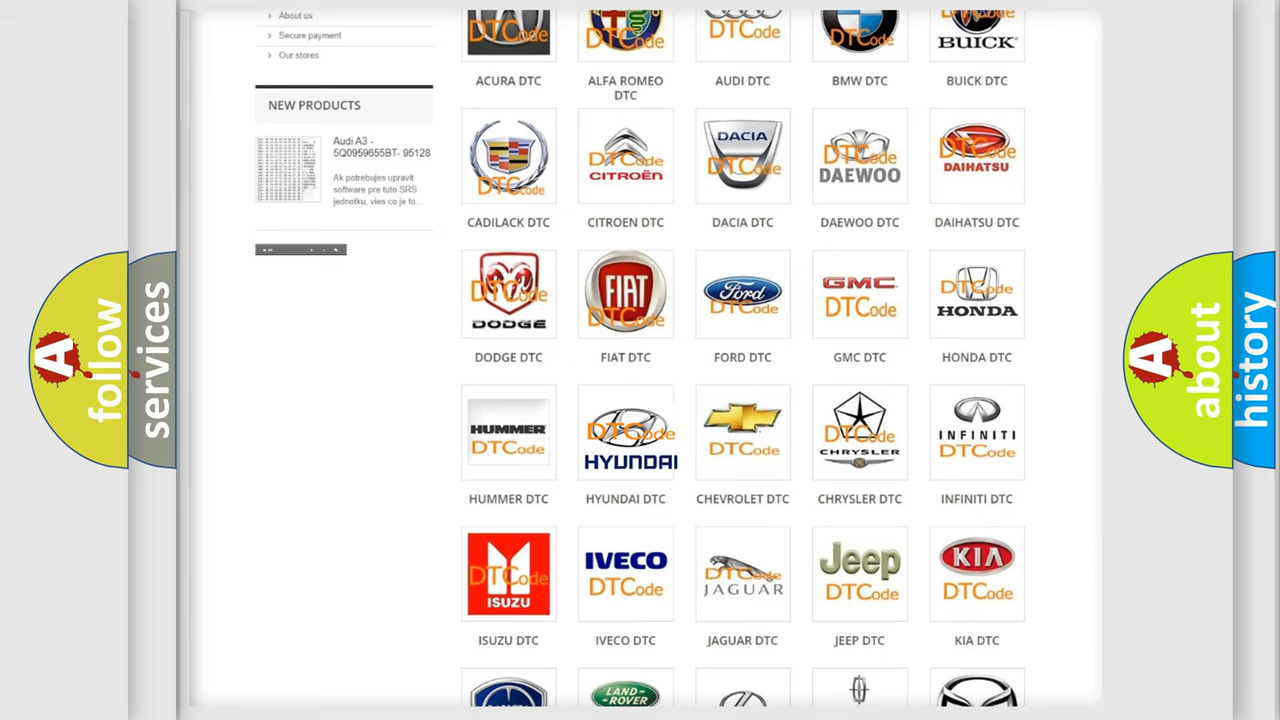 About us
Secure payment
Our stores
NEW PRODUCTS
Audi A3 -
5Q0959655BT- 95128
Ak potrebujes upravit
software pre tuto SRS
jednotku, vies co je to...
DTCode
DTCode
DTCode
DTCode
DTCode
BUICK
ACURA DTC
ALFA ROMEO
DTC
AUDI DTC
BMW DTC
BUICK DTC
DTCode
DTCode
CITROËN
DACIA
DTCode
DTCode
DAEWOO
DTCode
DAIHATSU
CADILACK DTC
CITROEN DTC
DACIA DTC
DAEWOO DTC
DAIHATSU DTC
DTCode
DODGE
FIAT
DTCode
Ford
DTCode
GMC
DTCode
DTCode
HONDA
DODGE DTC
FIAT DTC
FORD DTC
GMC DTC
HONDA DTC
HUMMER
DTCode
DTCode
HYUNDAI
DTCode
DTCode
CHRYSLER
INFINITI
DTCode
HUMMER DTC
HYUNDAI DTC
CHEVROLET DTC
CHRYSLER DTC
INFINITI DTC
DTCode
ISUZU
IVECO
DTCode
DTCode
JAGUAR
Jeep
DTCode
KIA
DTCode
ISUZU DTC
IVECO DTC
JAGUAR DTC
JEEP DTC
KIA DTC
LAND-
ROVER
A
follow
services
A
about
history